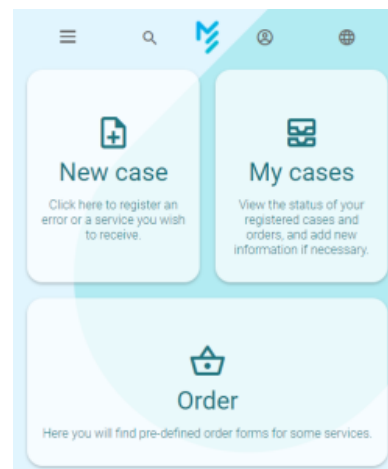 New case
Click here to register an
error or a service you wish
to receive.
My cases
View the status of your
registered cases and
orders, and add new
information if necessary.
Order
Here you will find pre-defined order forms for some services.